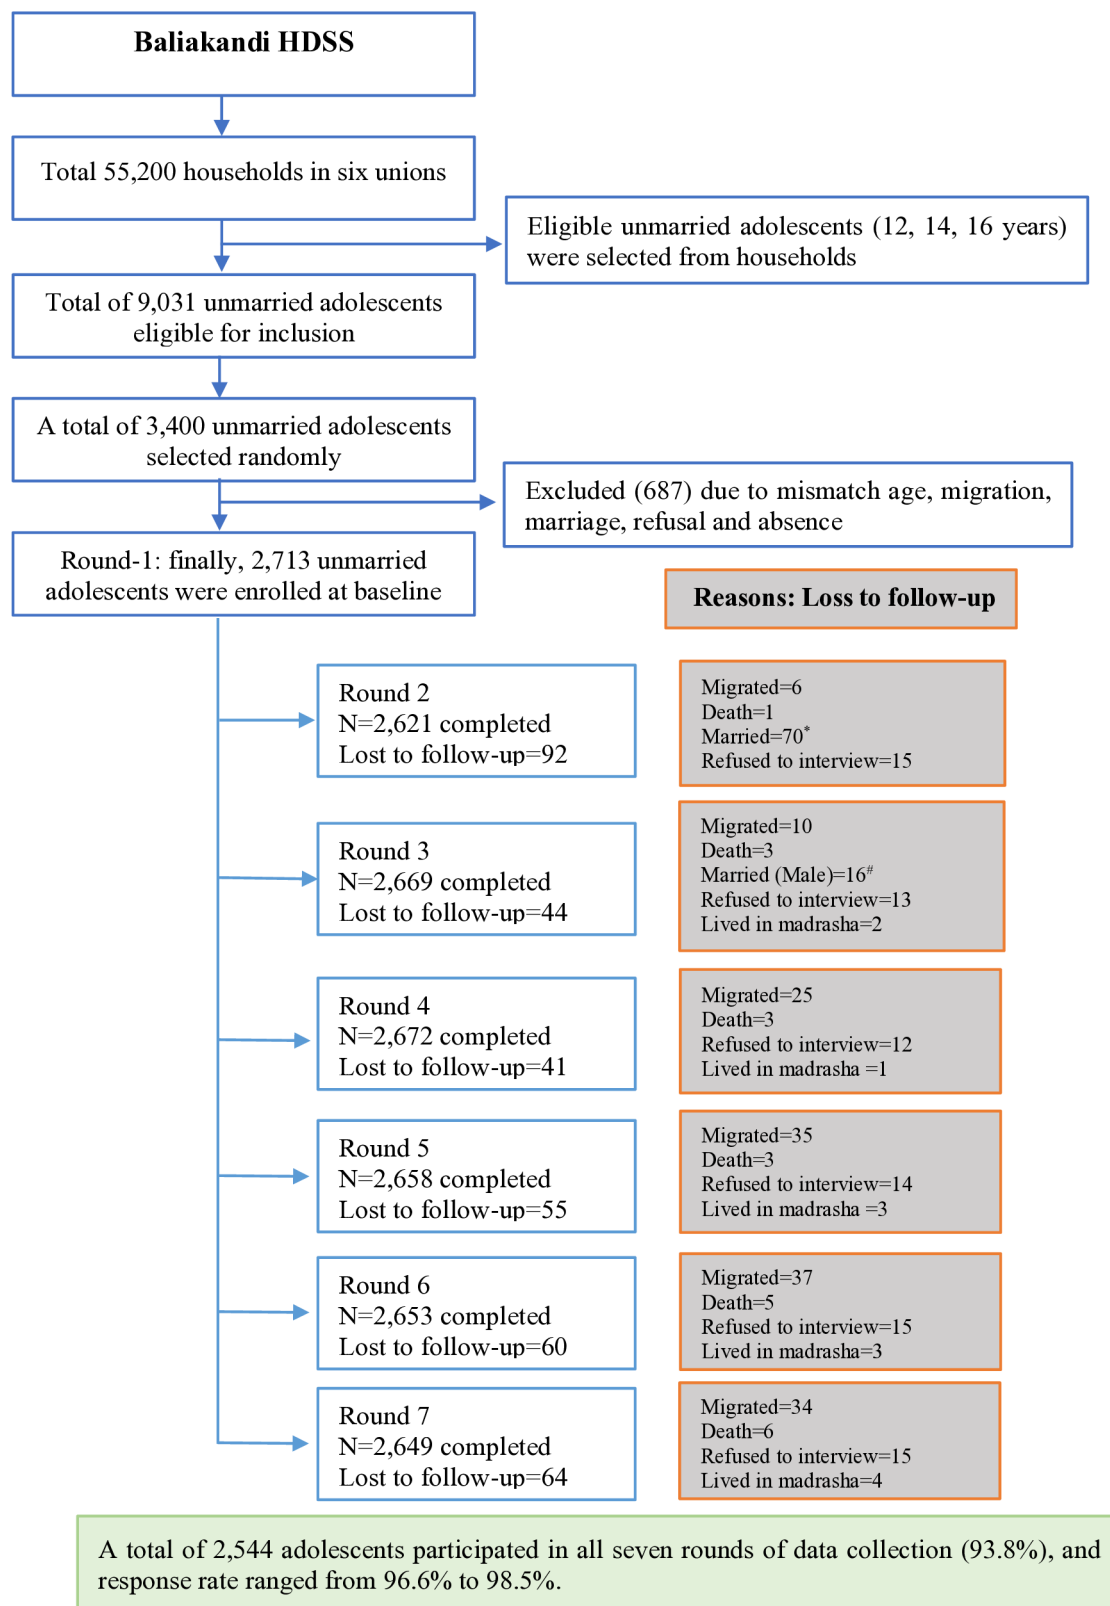 Baliakandi HDSS
Total 55,200 households in six unions
Eligible unmarried adolescents (12, 14, 16 years)
were selected from households
Total of 9,031 unmarried adolescents
eligible for inclusion
A total of 3,400 unmarried adolescents
selected randomly
Excluded (687) due to mismatch age, migration,
marriage, refusal and absence
Round-1: finally, 2,713 unmarried
adolescents were enrolled at baseline
Reasons: Loss to follow-up
Round 2
N=2,621 completed
Lost to follow-up=92
Migrated=6
Death=1
Married=70*
Refused to interview=15
Round 3
N=2,669 completed
Lost to follow-up=44
Migrated=10
Death=3
Married (Male)=16#
Refused to interview=13
Lived in madrasha=2
Round 4
N=2,672 completed
Lost to follow-up=41
Migrated=25
Death=3
Refused to interview=12
Lived in madrasha =1
Round 5
N=2,658 completed
Lost to follow-up=55
Migrated=35
Death=3
Refused to interview=14
Lived in madrasha =3
Round 6
N=2,653 completed
Lost to follow-up=60
Migrated=37
Death=5
Refused to interview=15
Lived in madrasha=3
Round 7
N=2,649 completed
Lost to follow-up=64
Migrated=34
Death=6
Refused to interview=15
Lived in madrasha=4
A total of 2,544 adolescents participated in all seven rounds of data collection (93.8%), and
response rate ranged from 96.6% to 98.5%.